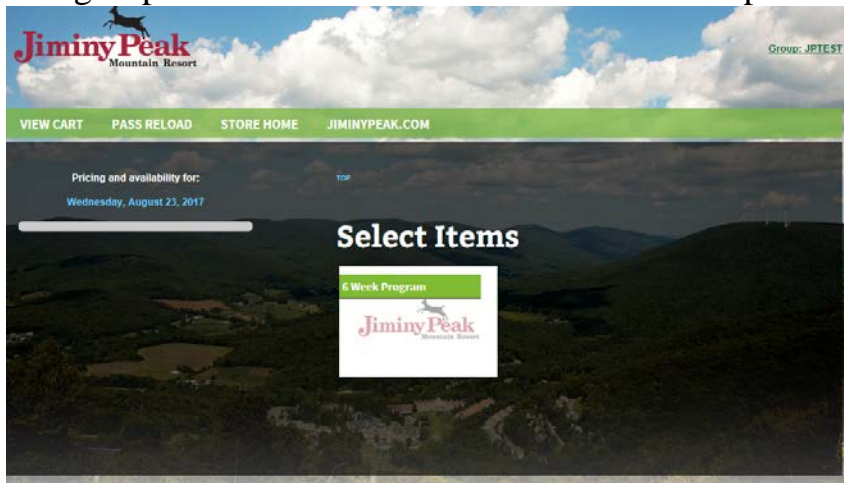 Jiminy Peak
Mountain Resort
Group: JPTEST
VIEW CART PASS RELOAD STORE HOME JIMINYPEAK.COM
Pricing and availability for:
TOP
Wednesday, August 23, 2017
Select Items
6 Week Program
Jiminy Peak
Mountain Resort